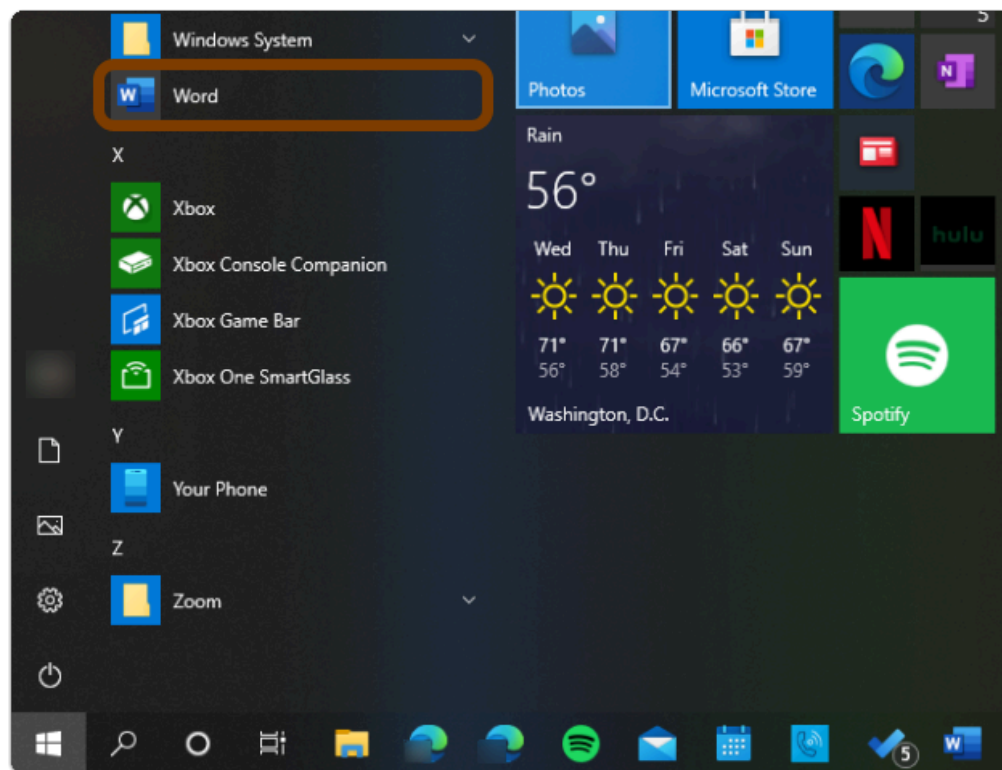 Windows System
Word
X
Xbox
Xbox Console Companion
Xbox Game Bar
Xbox One SmartGlass
Y
Your Phone
Z
Zoom
5
Photos
Microsoft Store
N
Rain
56°
Wed Thu Fri Sat Sun
71° 71° 67° 66° 67°
56° 58° 54° 53° 59°
Washington, D.C.
N
hulu
Spotify
W
5
W